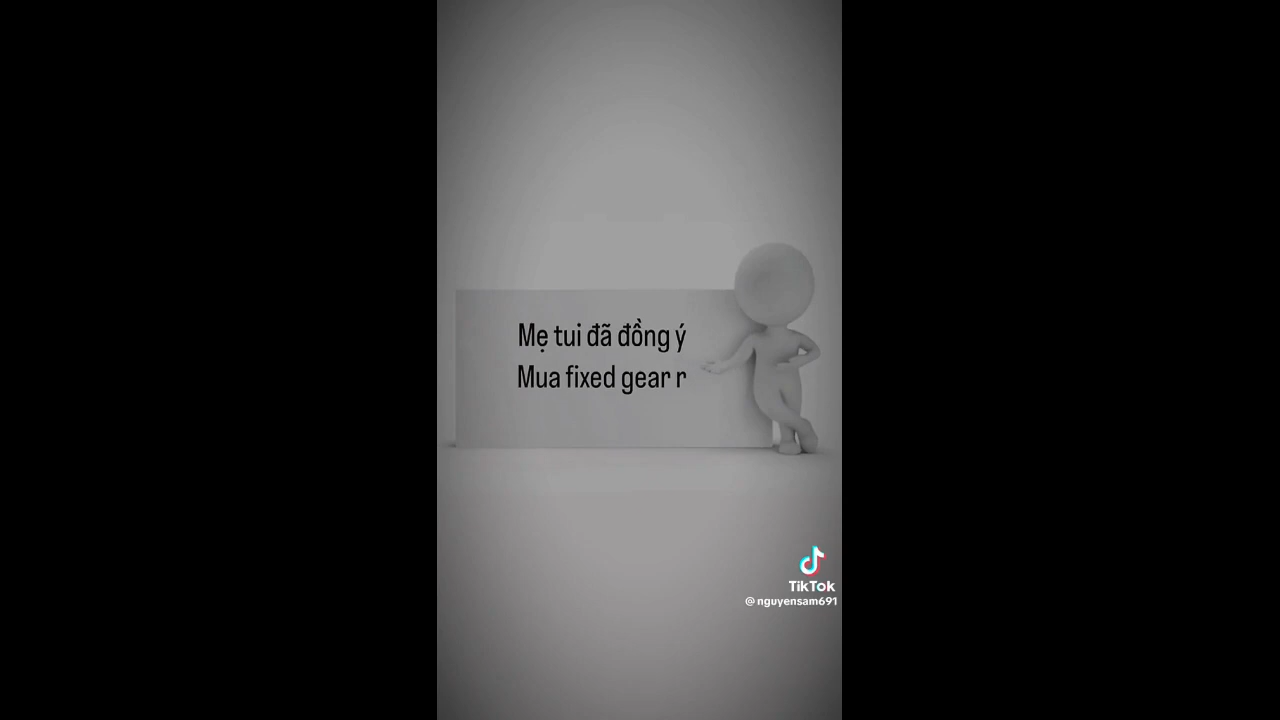 Mẹ tui đã đồng ý
Mua fixed gear r
TikTok
@nguyensam691